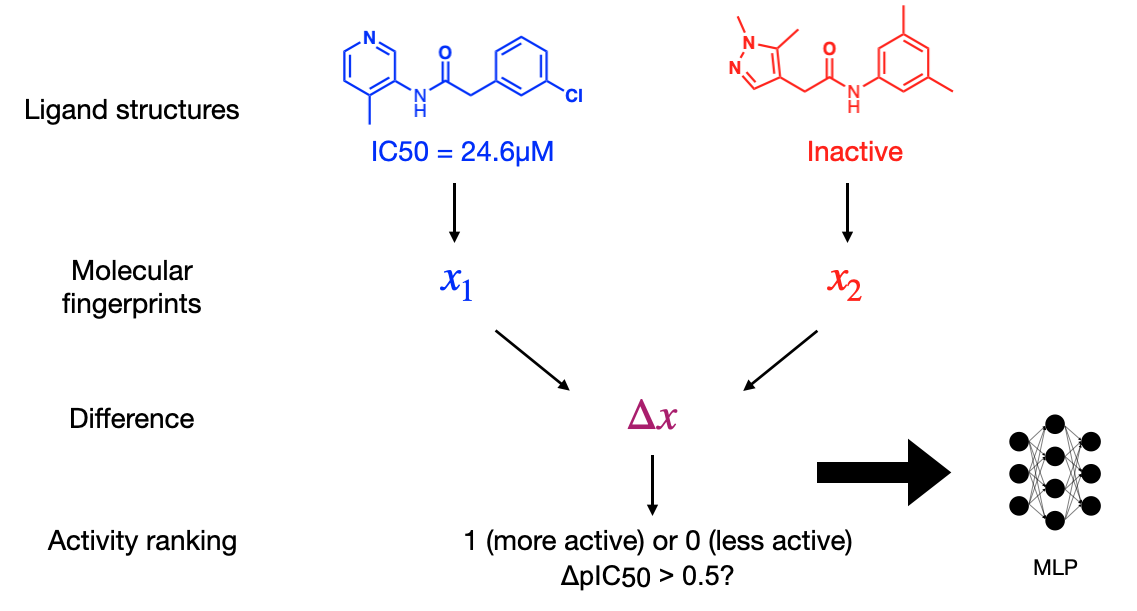 Ligand structures
N
O
N
H
Cl
IC50 = 24.6µM
N
N
O
N
H
Inactive
Molecular
fingerprints
x1
x2
Difference
Δx
Activity ranking
1 (more active) or 0 (less active)
ΔpIC50 > 0.5?
MLP